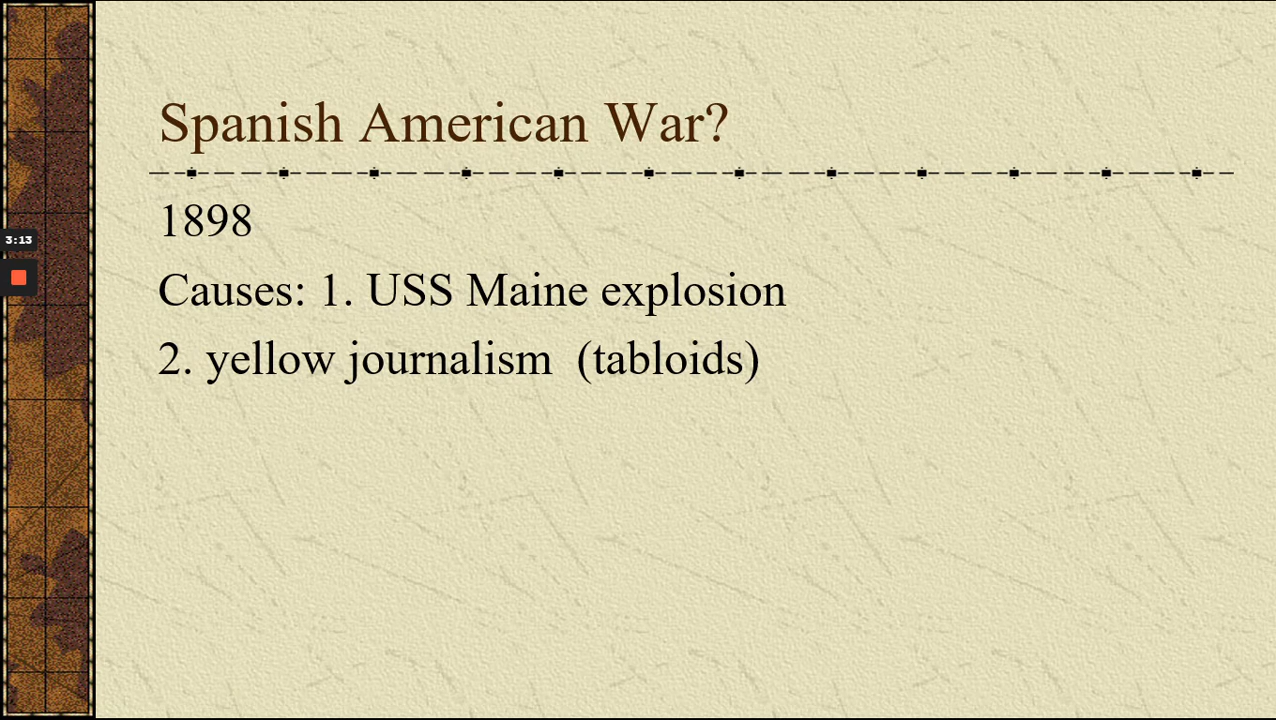 Spanish American War?
1898
Causes: 1. USS Maine explosion
2. yellow journalism  (tabloids)
3:13